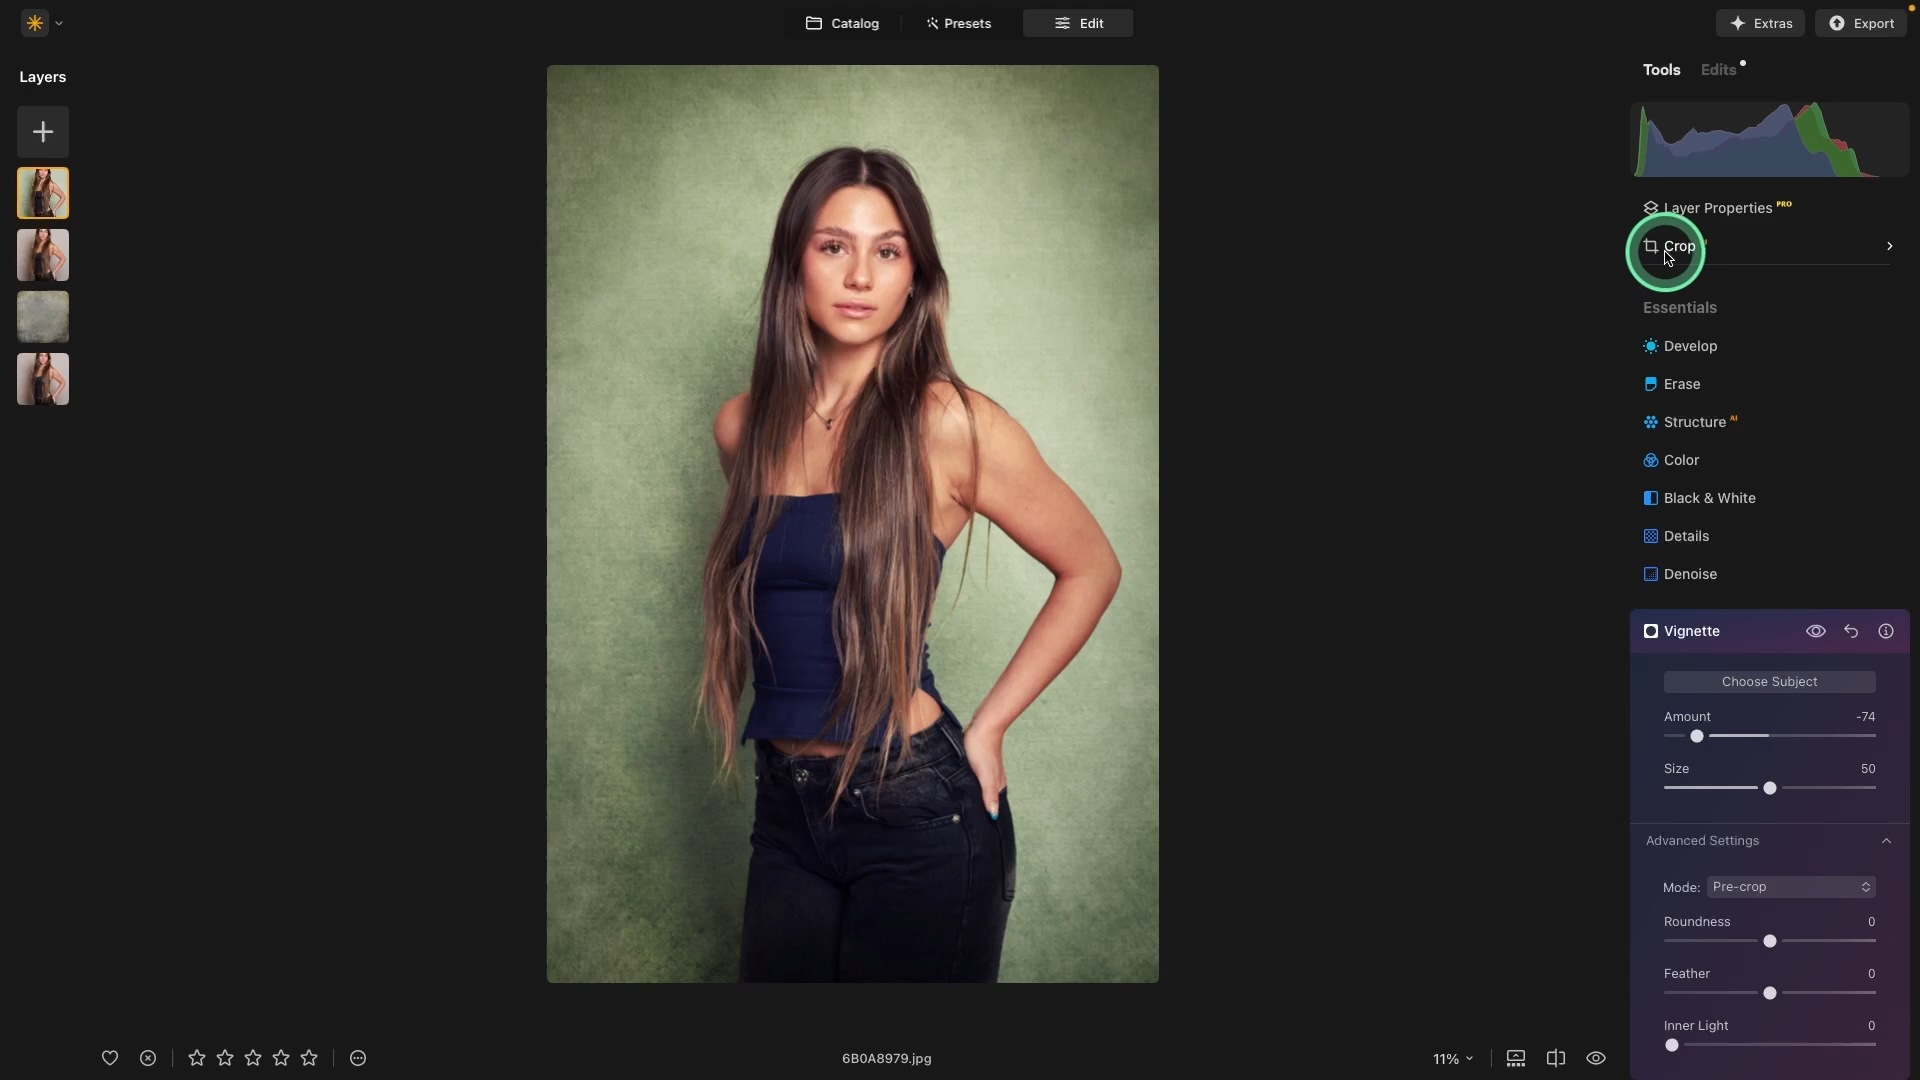 Catalog
Presets
Edit
Extras
Export
Layers
Tools
Edits
Layer Properties PRO
Crop
Essentials
Develop
Erase
Structure AI
Color
Black & White
Details
Denoise
Vignette
Choose Subject
Amount -74
Size 50
Advanced Settings
Mode: Pre-crop
Roundness 0
Feather 0
Inner Light 0
6B0A8979.jpg
11%